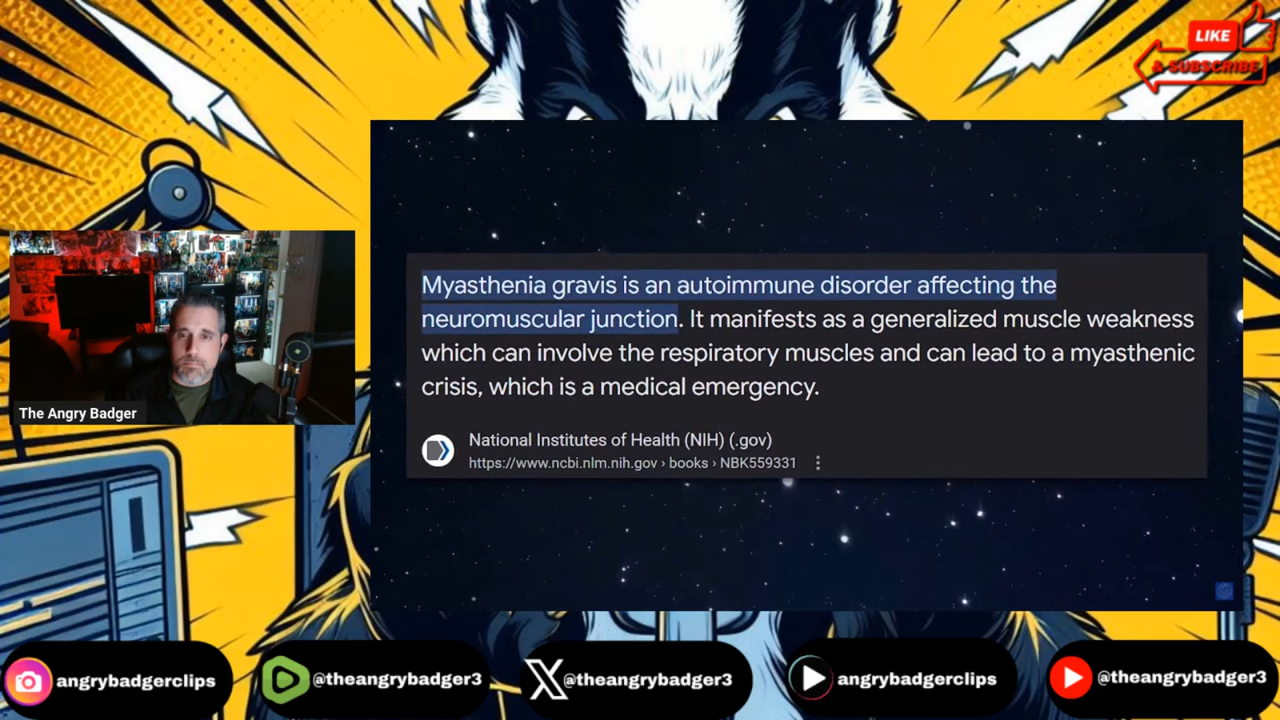 LIKE
& SUBSCRIBE
Myasthenia gravis is an autoimmune disorder affecting the
neuromuscular junction. It manifests as a generalized muscle weakness
which can involve the respiratory muscles and can lead to a myasthenic
crisis, which is a medical emergency.
National Institutes of Health (NIH) (.gov)
https://www.ncbi.nlm.nih.gov › books › NBK559331
The Angry Badger
angrybadgerclips
@theangrybadger3
@theangrybadger3
angrybadgerclips
@theangrybadger3